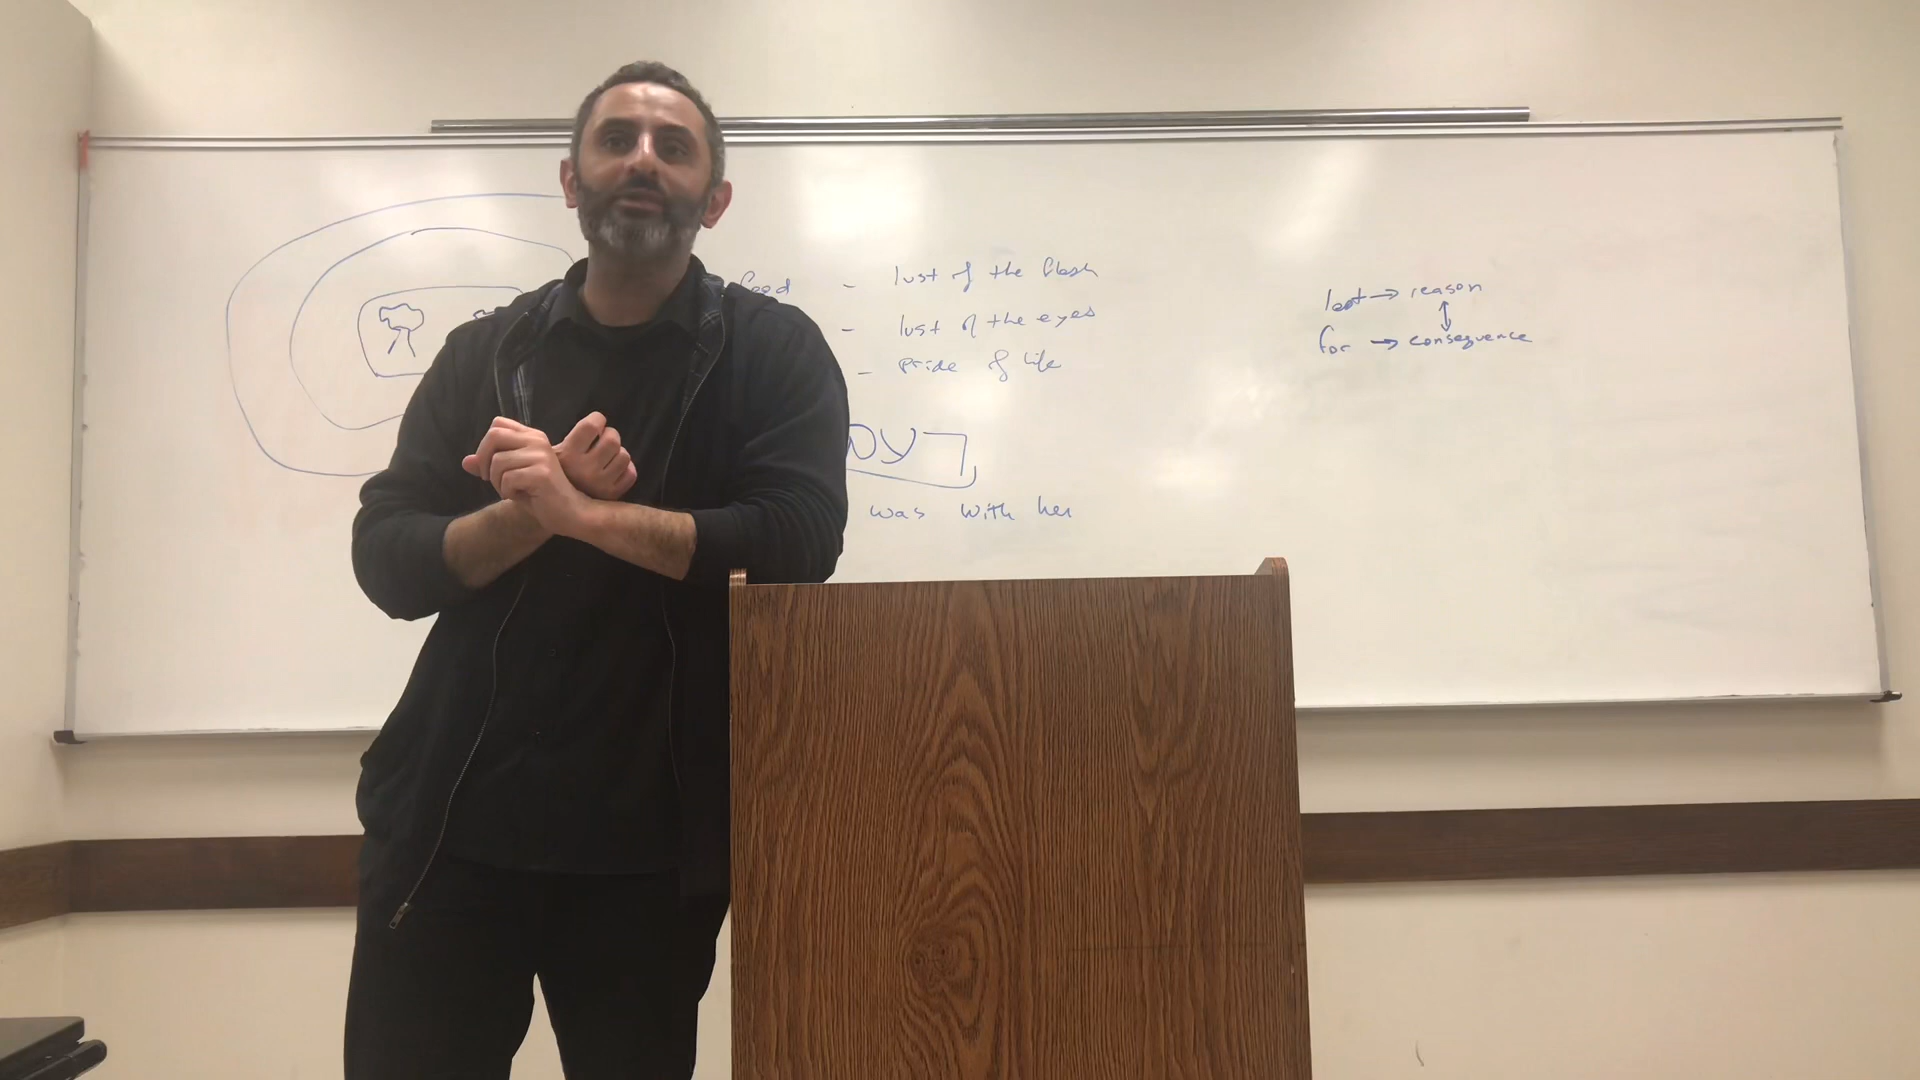 food - lust of the flesh
- lust of the eyes
- Pride of life
was with her
lest → reason
for → consequence